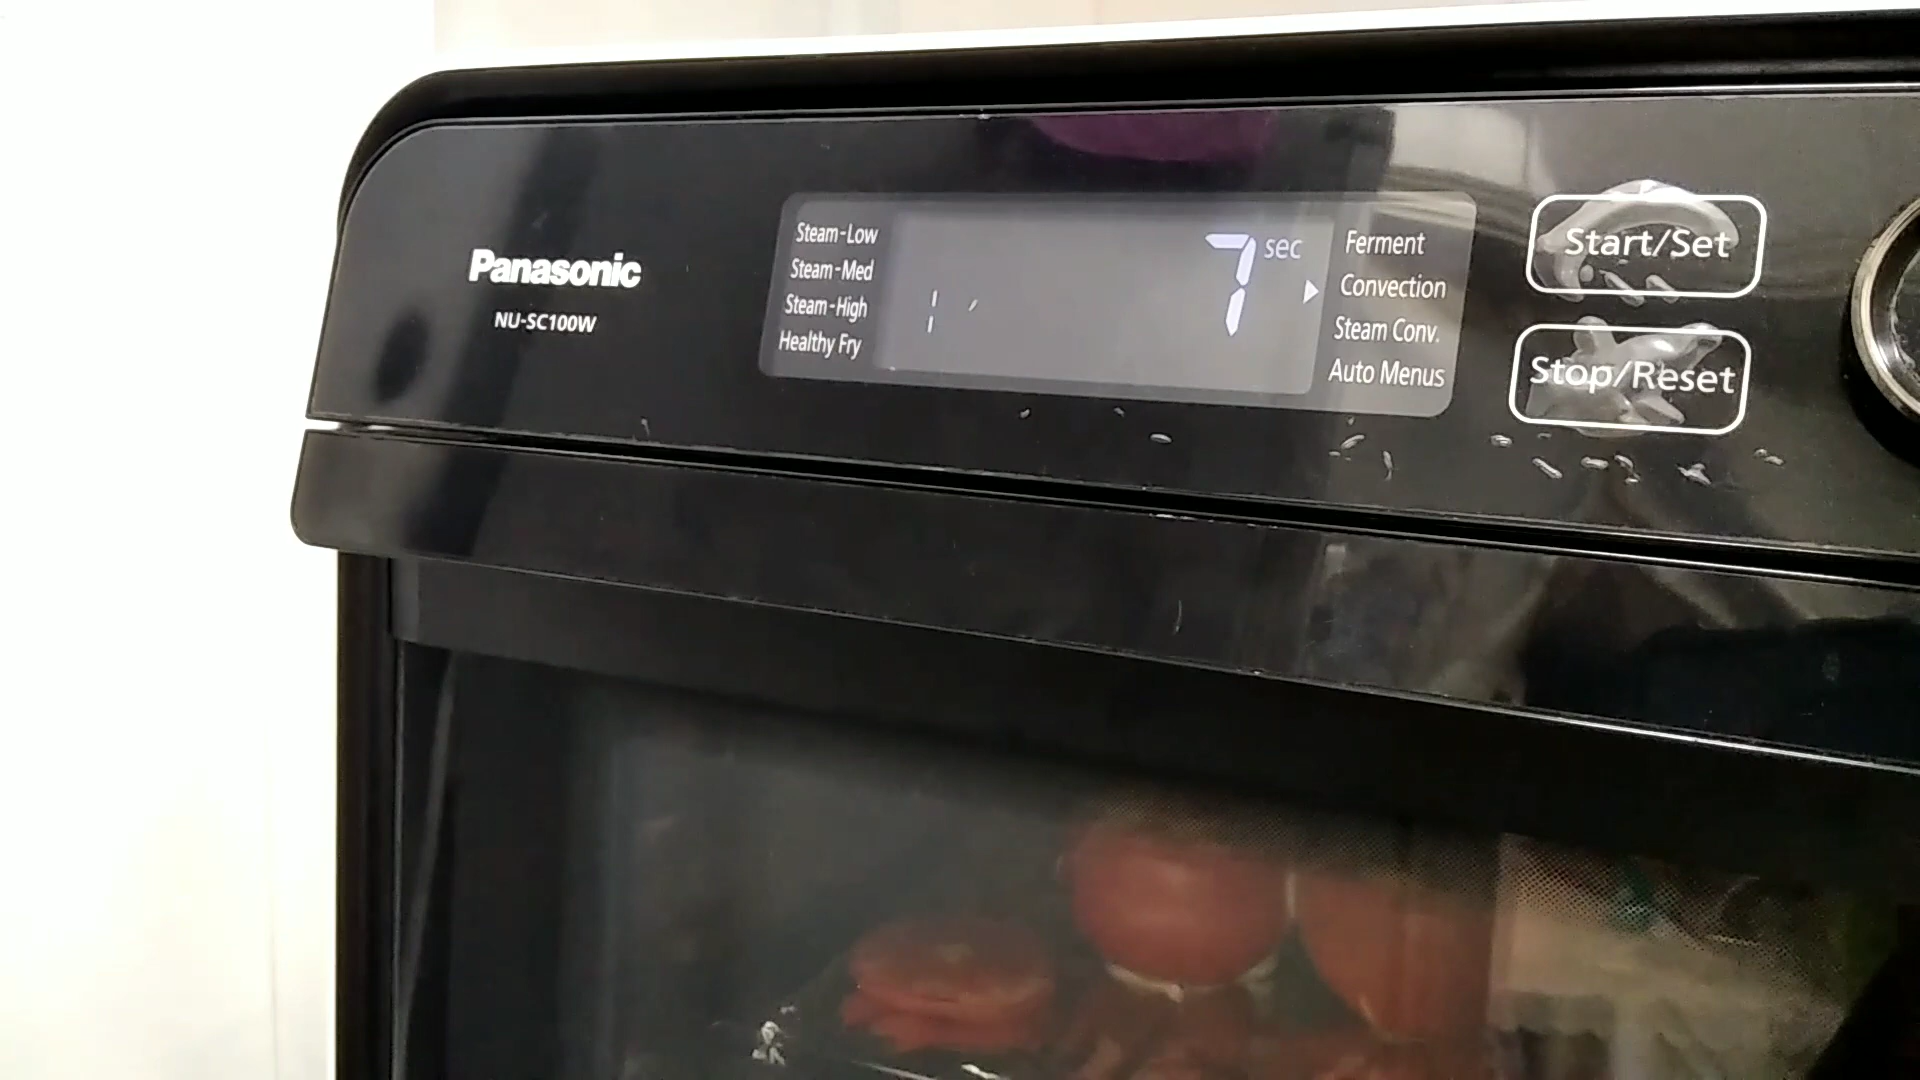 Panasonic
NU-SC100W
Steam-Low
Steam-Med
Steam-High
Healthy Fry
7 sec
Ferment
Convection
Steam Conv.
Auto Menus
Start/Set
Stop/Reset